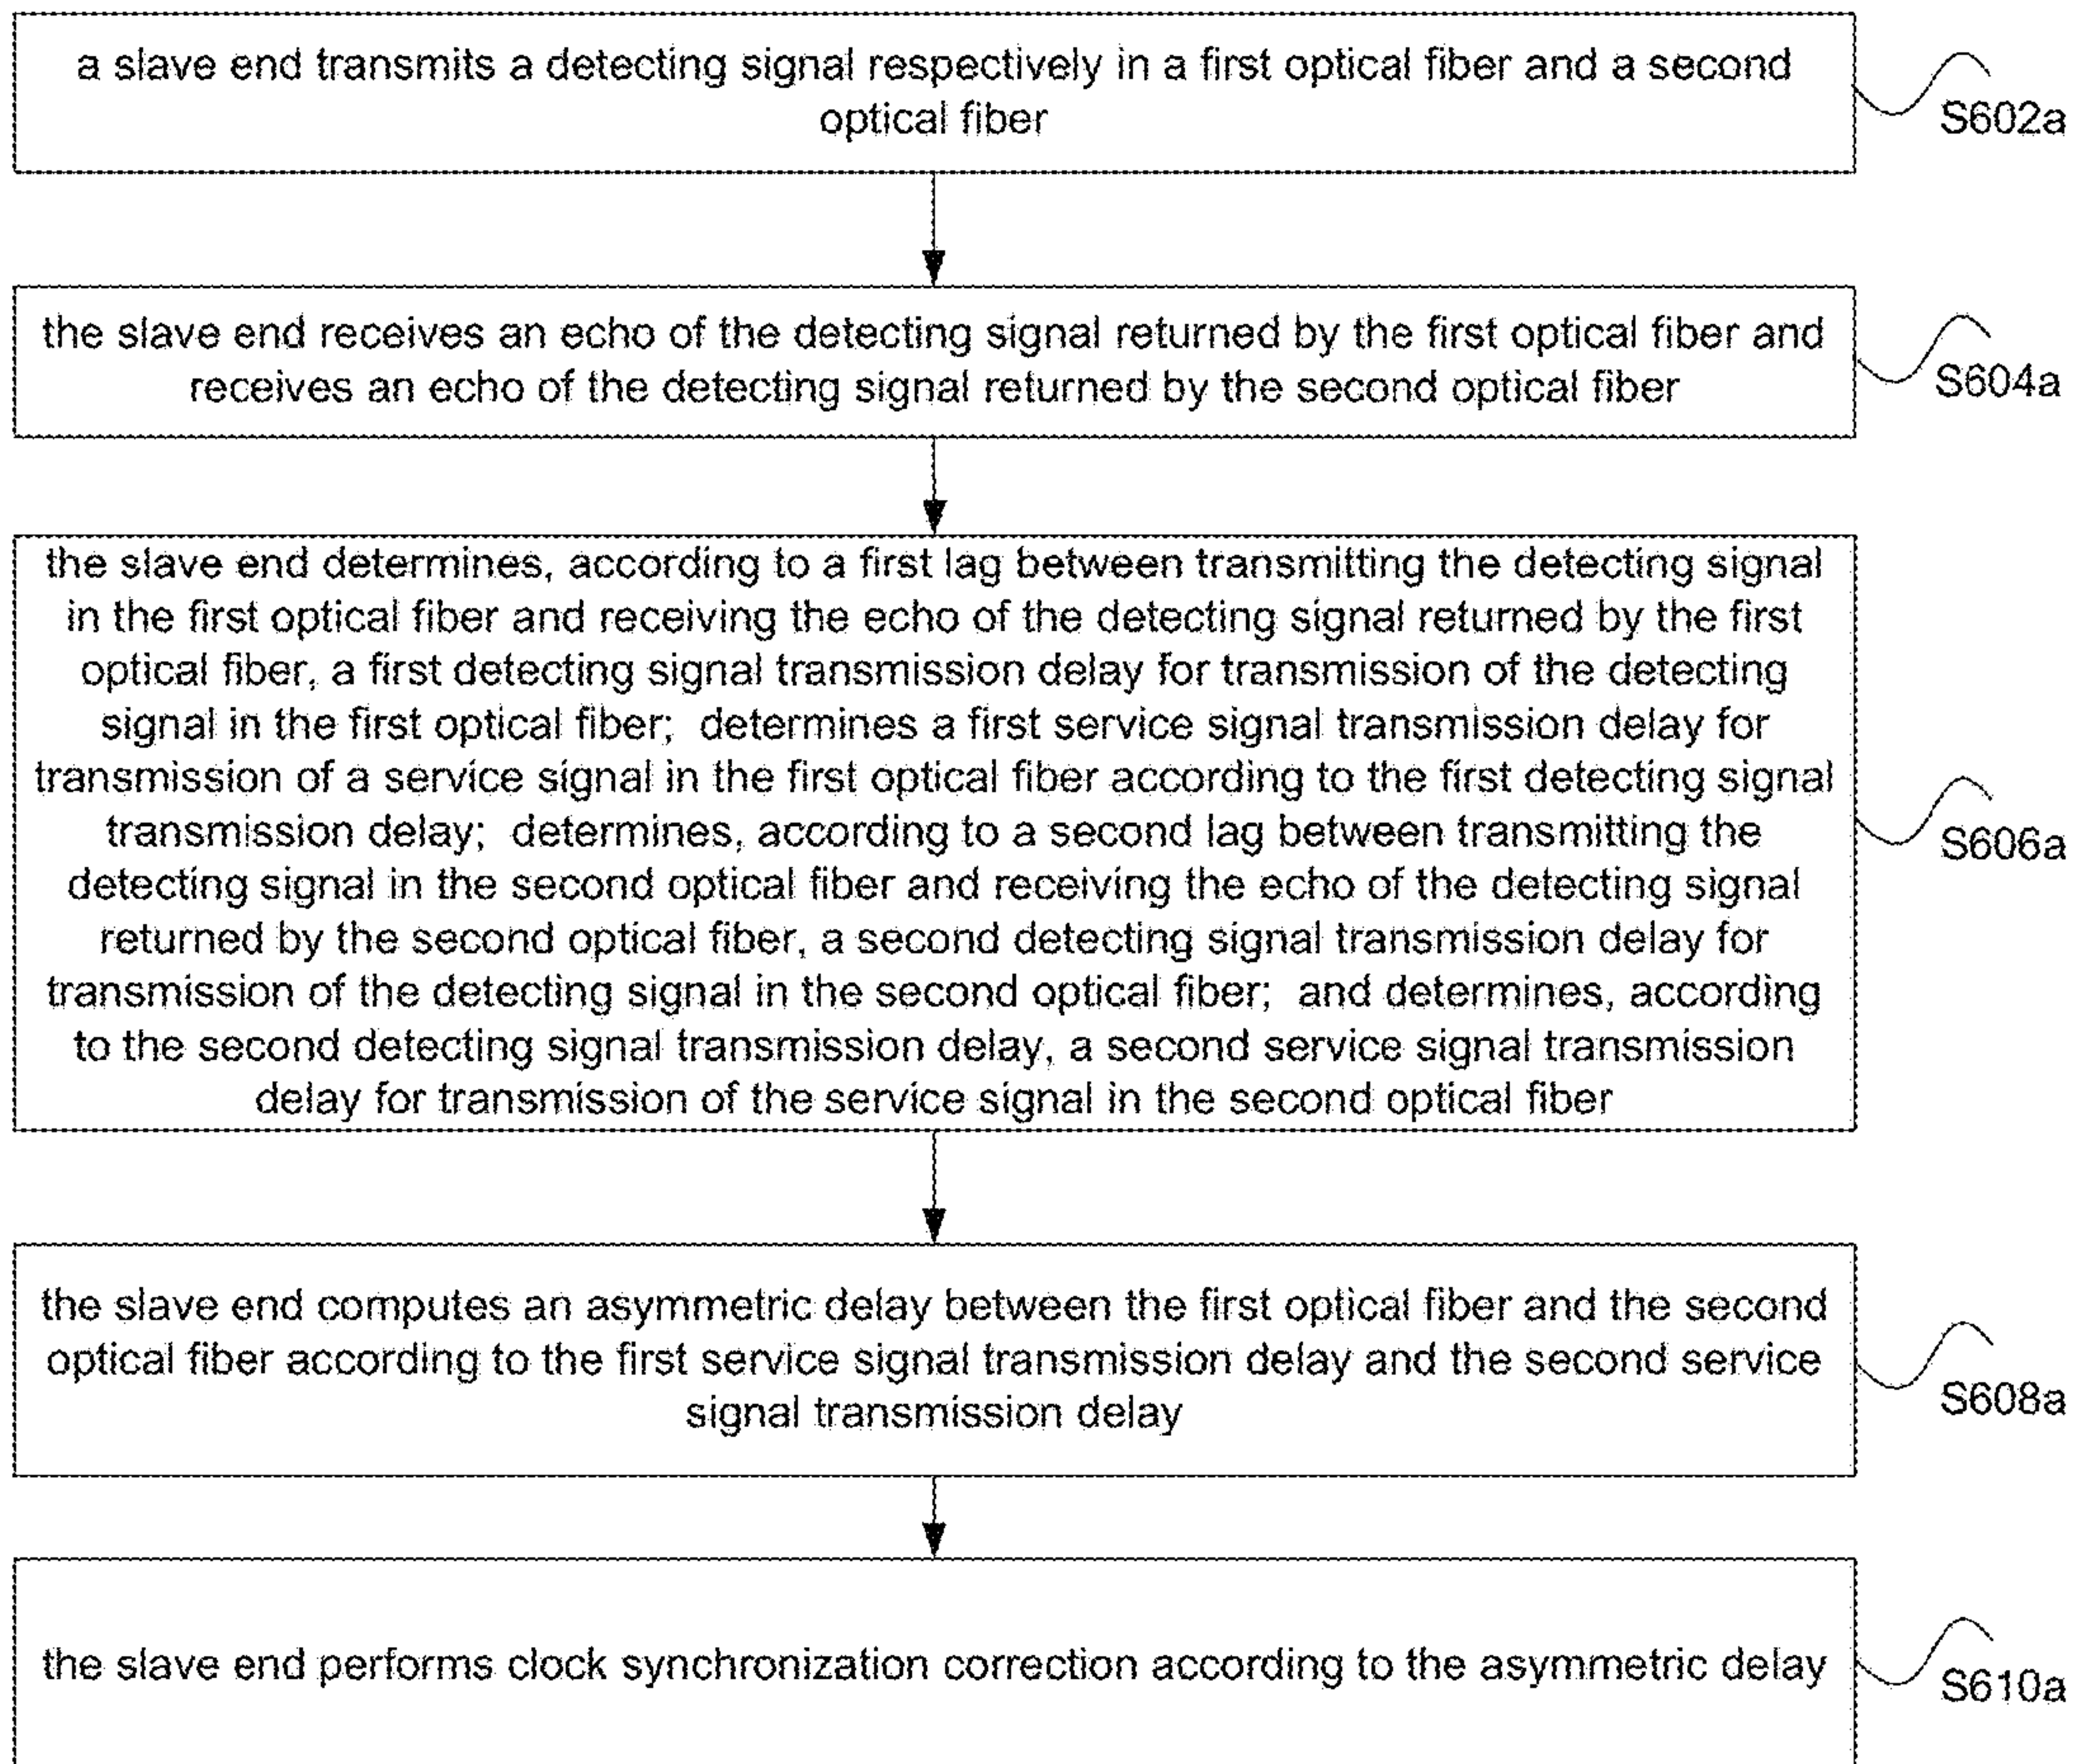 a slave end transmits a detecting signal respectively in a first optical fiber and a second
optical fiber
S602a
the slave end receives an echo of the detecting signal returned by the first optical fiber and
receives an echo of the detecting signal returned by the second optical fiber
S604a
the slave end determines, according to a first lag between transmitting the detecting signal
in the first optical fiber and receiving the echo of the detecting signal returned by the first
optical fiber, a first detecting signal transmission delay for transmission of the detecting
signal in the first optical fiber; determines a first service signal transmission delay for
transmission of a service signal in the first optical fiber according to the first detecting signal
transmission delay; determines, according to a second lag between transmitting the
detecting signal in the second optical fiber and receiving the echo of the detecting signal
returned by the second optical fiber, a second detecting signal transmission delay for
transmission of the detecting signal in the second optical fiber; and determines, according
to the second detecting signal transmission delay, a second service signal transmission
delay for transmission of the service signal in the second optical fiber
S606a
the slave end computes an asymmetric delay between the first optical fiber and the second
optical fiber according to the first service signal transmission delay and the second service
signal transmission delay
S608a
the slave end performs clock synchronization correction according to the asymmetric delay
S610a